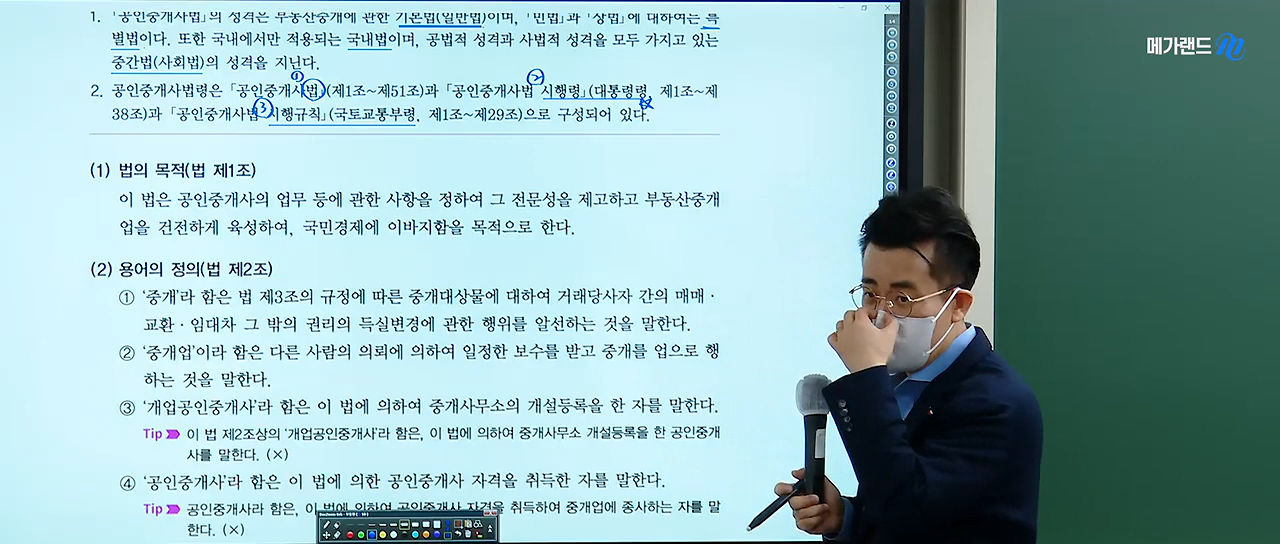 메가랜드
1. 「공인중개사법」의 성격은 부동산중개에 관한 기본법(일반법)이며, 「민법」과 「상법」에 대하여는 특
별법이다. 또한 국내에서만 적용되는 국내법이며, 공법적 성격과 사법적 성격을 모두 가지고 있는
중간법(사회법)의 성격을 지닌다.
2. 공인중개사법령은 「공인중개사법」(제1조~제51조)과 「공인중개사법 시행령」(대통령령, 제1조~제
38조)과 「공인중개사법 시행규칙」(국토교통부령, 제1조~제29조)으로 구성되어 있다.
(1) 법의 목적(법 제1조)
이 법은 공인중개사의 업무 등에 관한 사항을 정하여 그 전문성을 제고하고 부동산중개
업을 건전하게 육성하여, 국민경제에 이바지함을 목적으로 한다.
(2) 용어의 정의(법 제2조)
① ‘중개’라 함은 법 제3조의 규정에 따른 중개대상물에 대하여 거래당사자 간의 매매·
교환·임대차 그 밖의 권리의 득실변경에 관한 행위를 알선하는 것을 말한다.
② ‘중개업’이라 함은 다른 사람의 의뢰에 의하여 일정한 보수를 받고 중개를 업으로 행
하는 것을 말한다.
③ ‘개업공인중개사’라 함은 이 법에 의하여 중개사무소의 개설등록을 한 자를 말한다.
Tip 이 법 제2조상의 ‘개업공인중개사’라 함은, 이 법에 의하여 중개사무소 개설등록을 한 공인중개
사를 말한다. (×)
④ ‘공인중개사’라 함은 이 법에 의한 공인중개사 자격을 취득한 자를 말한다.
Tip 공인중개사라 함은, 이 법에 의하여 공인중개사 자격을 취득하여 중개업에 종사하는 자를 말
한다. (×)